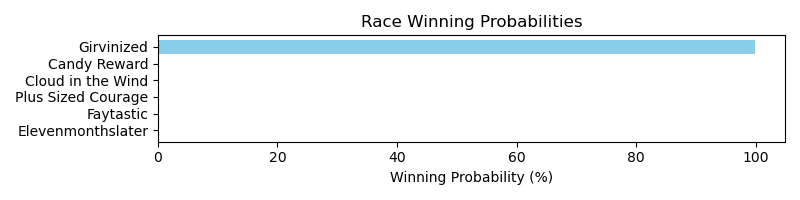 Race Winning Probabilities
Girvinized
Candy Reward
Cloud in the Wind
Plus Sized Courage
Faytastic
Elevenmonthslater
0 20 40 60 80 100
Winning Probability (%)